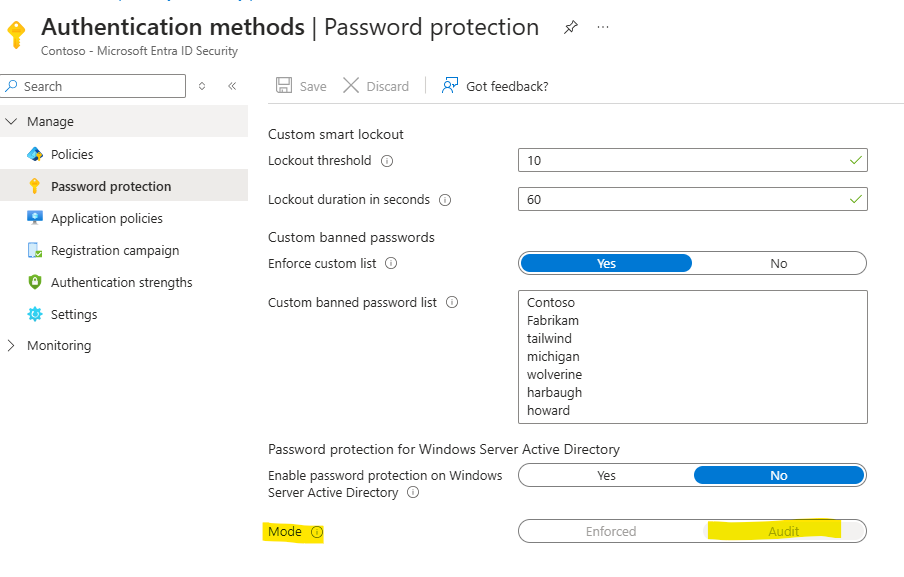 Authentication methods | Password protection
Contoso - Microsoft Entra ID Security
Search
Save
Discard
Got feedback?
Manage
Policies
Password protection
Application policies
Registration campaign
Authentication strengths
Settings
Monitoring
Custom smart lockout
Lockout threshold
10
Lockout duration in seconds
60
Custom banned passwords
Enforce custom list
Yes
No
Custom banned password list
Contoso
Fabrikam
tailwind
michigan
wolverine
harbaugh
howard
Password protection for Windows Server Active Directory
Enable password protection on Windows
Server Active Directory
Yes
No
Mode
Enforced
Audit